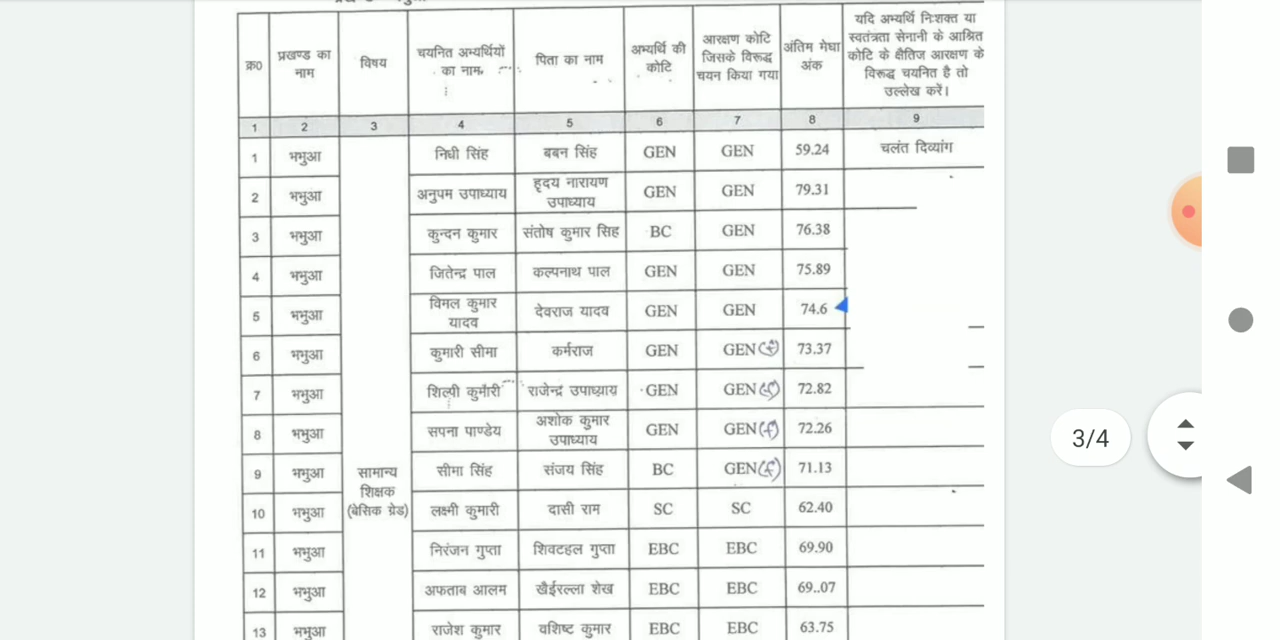 क्र०
प्रखण्ड का
नाम
विषय
चयनित अभ्यर्थियों
का नाम
पिता का नाम
अभ्यर्थि की
कोटि
आरक्षण कोटि
जिसके विरूद्ध
चयन किया गया
अंतिम मेघा
अंक
यदि अभ्यर्थि निःशक्त या
स्वतंत्रता सेनानी के आश्रित
कोटि के क्षैतिज आरक्षण के
विरूद्ध चयनित है तो
उल्लेख करें।
1 2 3 4 5 6 7 8 9
1 भभुआ निधी सिंह बबन सिंह GEN GEN 59.24 चलंत दिव्यांग
2 भभुआ अनुपम उपाध्याय हृदय नारायण
उपाध्याय GEN GEN 79.31
3 भभुआ कुन्दन कुमार संतोष कुमार सिह BC GEN 76.38
4 भभुआ जितेन्द्र पाल कल्पनाथ पाल GEN GEN 75.89
5 भभुआ विमल कुमार
यादव देवराज यादव GEN GEN 74.6
6 भभुआ कुमारी सीमा कर्मराज GEN GEN(f) 73.37
7 भभुआ शिल्पी कुमारी राजेन्द्र उपाध्याय GEN GEN(f) 72.82
8 भभुआ सपना पाण्डेय अशोक कुमार
उपाध्याय GEN GEN(f) 72.26
9 भभुआ सीमा सिंह संजय सिंह BC GEN(f) 71.13
सामान्य
शिक्षक
(बेसिक ग्रेड)
10 भभुआ लक्ष्मी कुमारी दासी राम SC SC 62.40
11 भभुआ निरंजन गुप्ता शिवटहल गुप्ता EBC EBC 69.90
12 भभुआ अफताब आलम खैईरल्ला शेख EBC EBC 69..07
13 भभुआ राजेश कुमार वशिष्ट कुमार EBC EBC 63.75
3/4